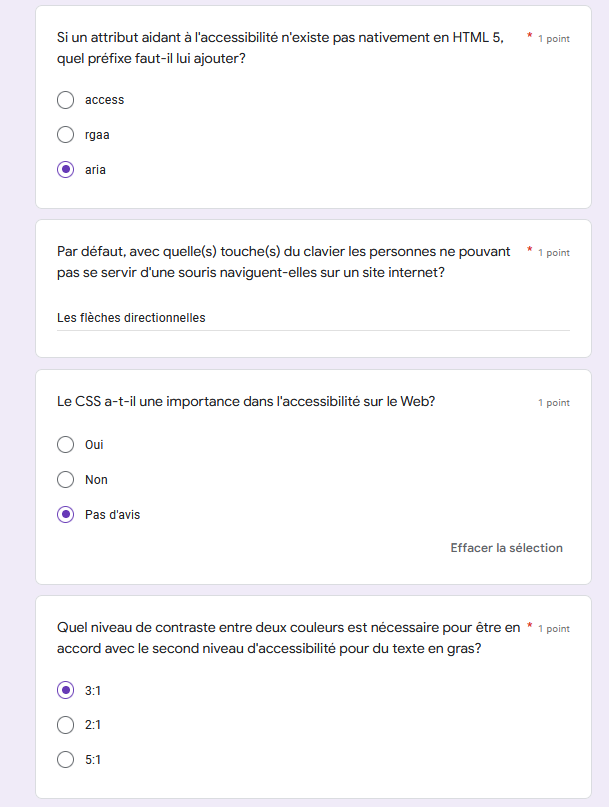 Si un attribut aidant à l'accessibilité n'existe pas nativement en HTML 5, * 1 point
quel préfixe faut-il lui ajouter?
access
rgaa
aria
Par défaut, avec quelle(s) touche(s) du clavier les personnes ne pouvant * 1 point
pas se servir d'une souris naviguent-elles sur un site internet?
Les flèches directionnelles
Le CSS a-t-il une importance dans l'accessibilité sur le Web? 1 point
Oui
Non
Pas d'avis
Effacer la sélection
Quel niveau de contraste entre deux couleurs est nécessaire pour être en * 1 point
accord avec le second niveau d'accessibilité pour du texte en gras?
3:1
2:1
5:1